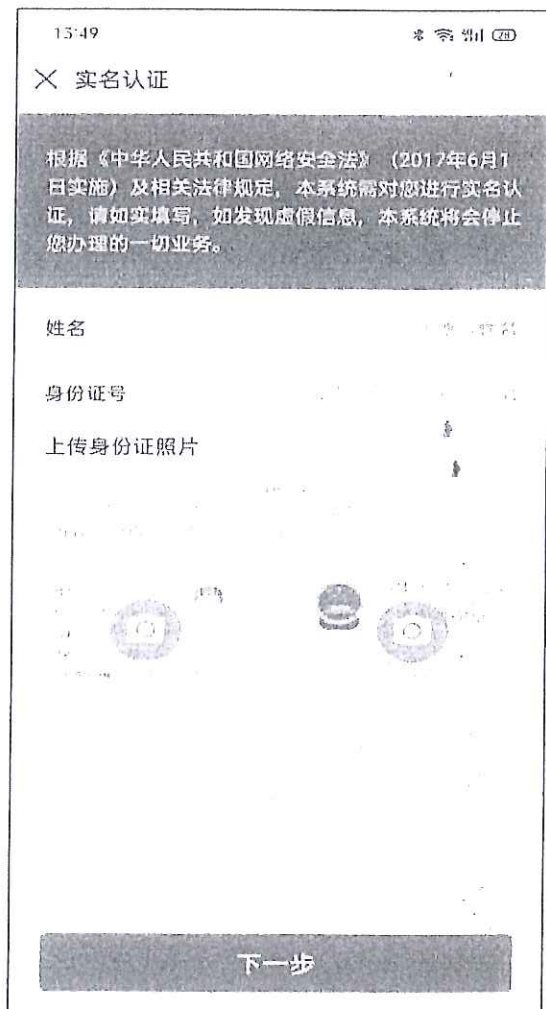 15:49
实名认证
根据《中华人民共和国网络安全法》（2017年6月1
日实施）及相关法律规定，本系统需对您进行实名认
证，请如实填写，如发现虚假信息，本系统将会停止
您办理的一切业务。
姓名
身份证号
上传身份证照片
下一步